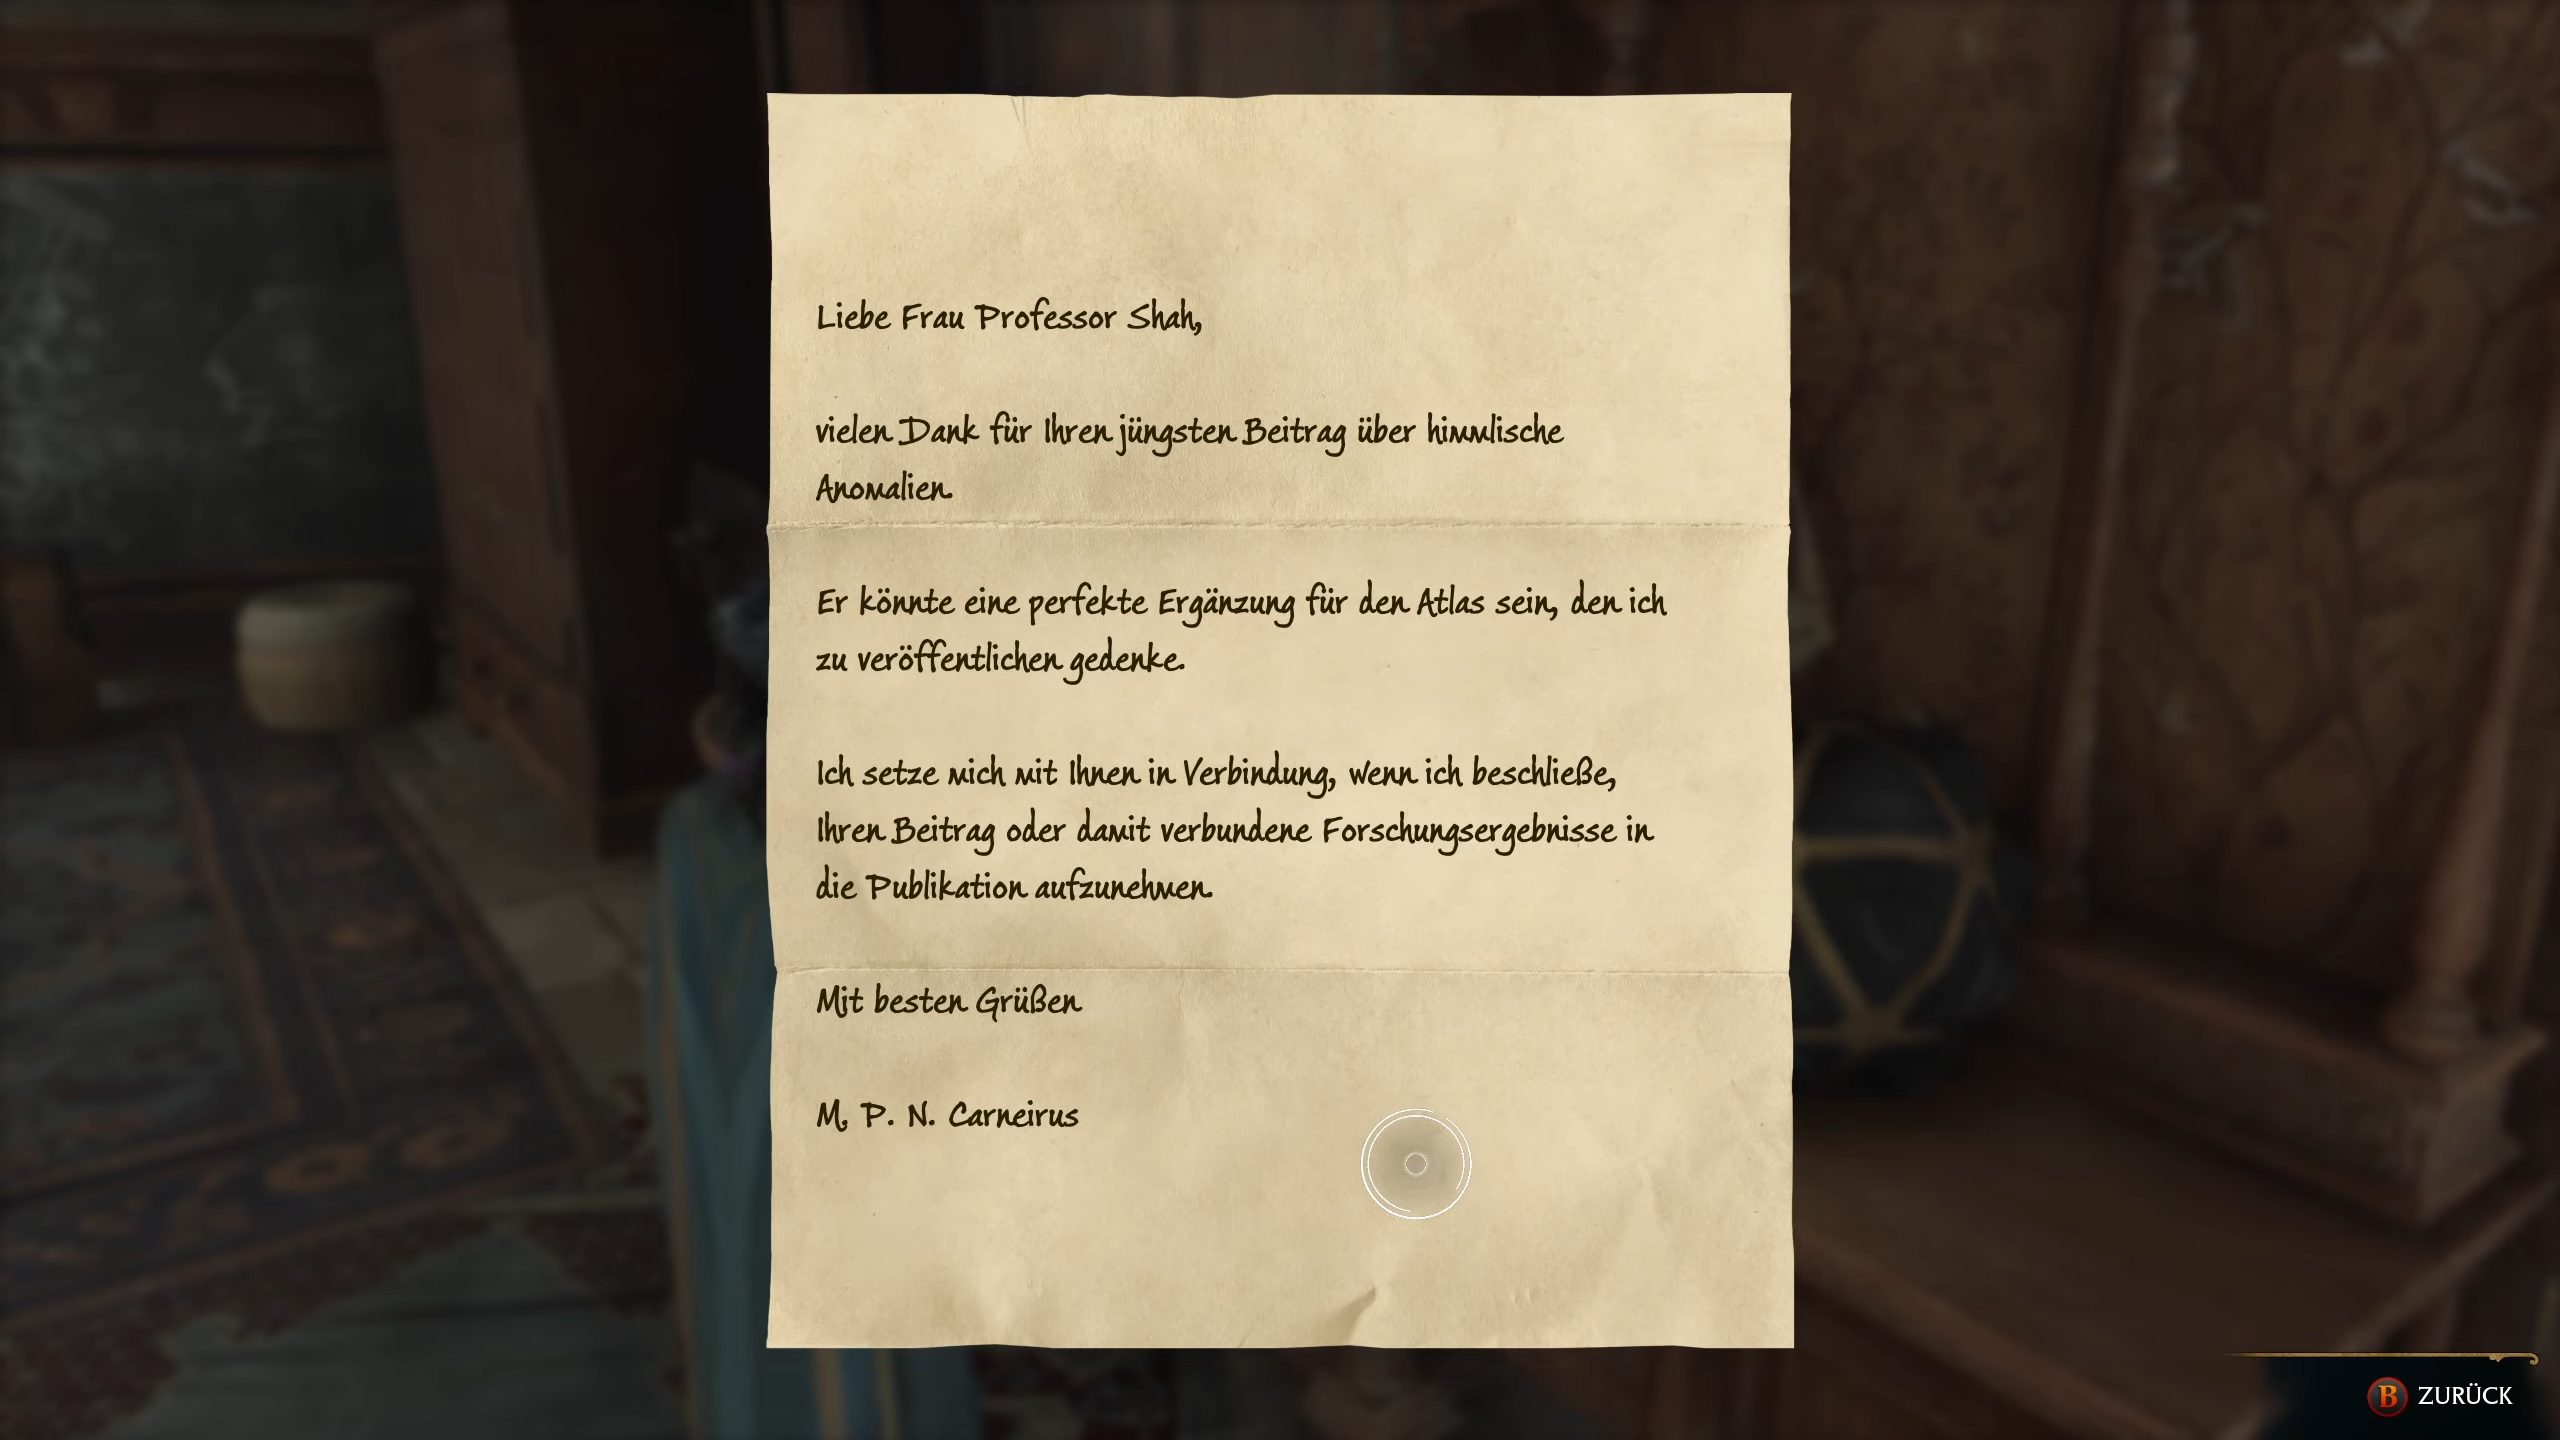 Liebe Frau Professor Shah,
vielen Dank für Ihren jüngsten Beitrag über himmlische
Anomalien.
Er könnte eine perfekte Ergänzung für den Atlas sein, den ich
zu veröffentlichen gedenke.
Ich setze mich mit Ihnen in Verbindung, wenn ich beschließe,
Ihren Beitrag oder damit verbundene Forschungsergebnisse in
die Publikation aufzunehmen.
Mit besten Grüßen
M. P. N. Carneirus
B ZURÜCK